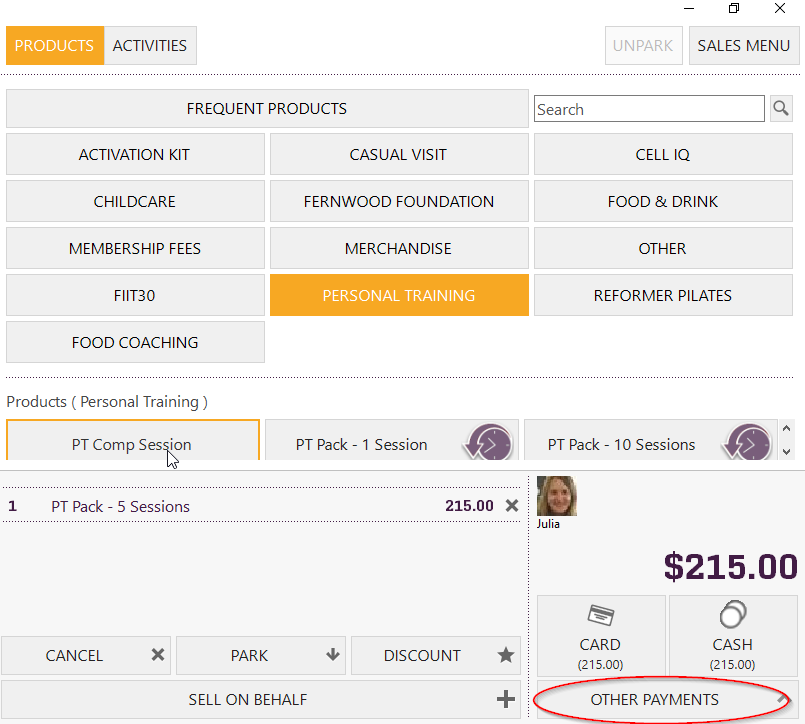 PRODUCTS ACTIVITIES UNPARK SALES MENU
FREQUENT PRODUCTS Search
ACTIVATION KIT CASUAL VISIT CELL IQ
CHILDCARE FERNWOOD FOUNDATION FOOD & DRINK
MEMBERSHIP FEES MERCHANDISE OTHER
FIIT30 PERSONAL TRAINING REFORMER PILATES
FOOD COACHING
Products ( Personal Training )
PT Comp Session PT Pack - 1 Session PT Pack - 10 Sessions
1 PT Pack - 5 Sessions 215.00
Julia
$215.00
CARD CASH
(215.00) (215.00)
CANCEL PARK DISCOUNT
SELL ON BEHALF OTHER PAYMENTS